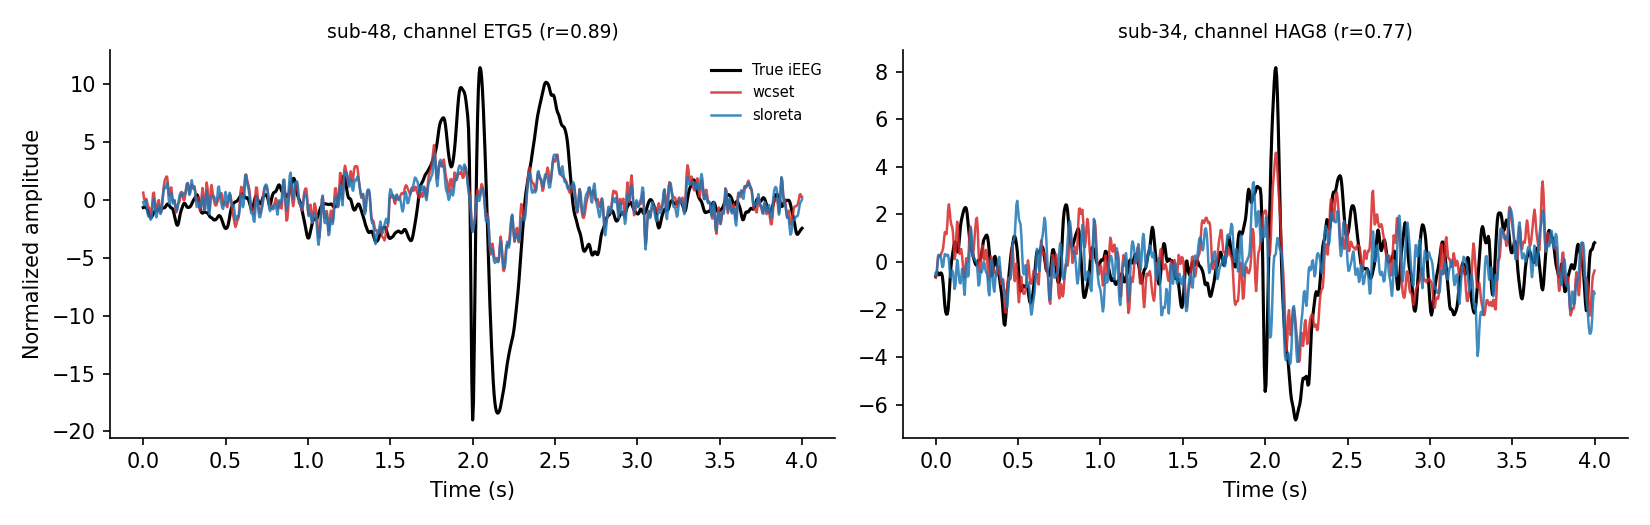 sub-48, channel ETG5 (r=0.89)
True iEEG
wcset
sloreta
Normalized amplitude
10
5
0
−5
−10
−15
−20
0.0 0.5 1.0 1.5 2.0 2.5 3.0 3.5 4.0
Time (s)
sub-34, channel HAG8 (r=0.77)
8
6
4
2
0
−2
−4
−6
0.0 0.5 1.0 1.5 2.0 2.5 3.0 3.5 4.0
Time (s)